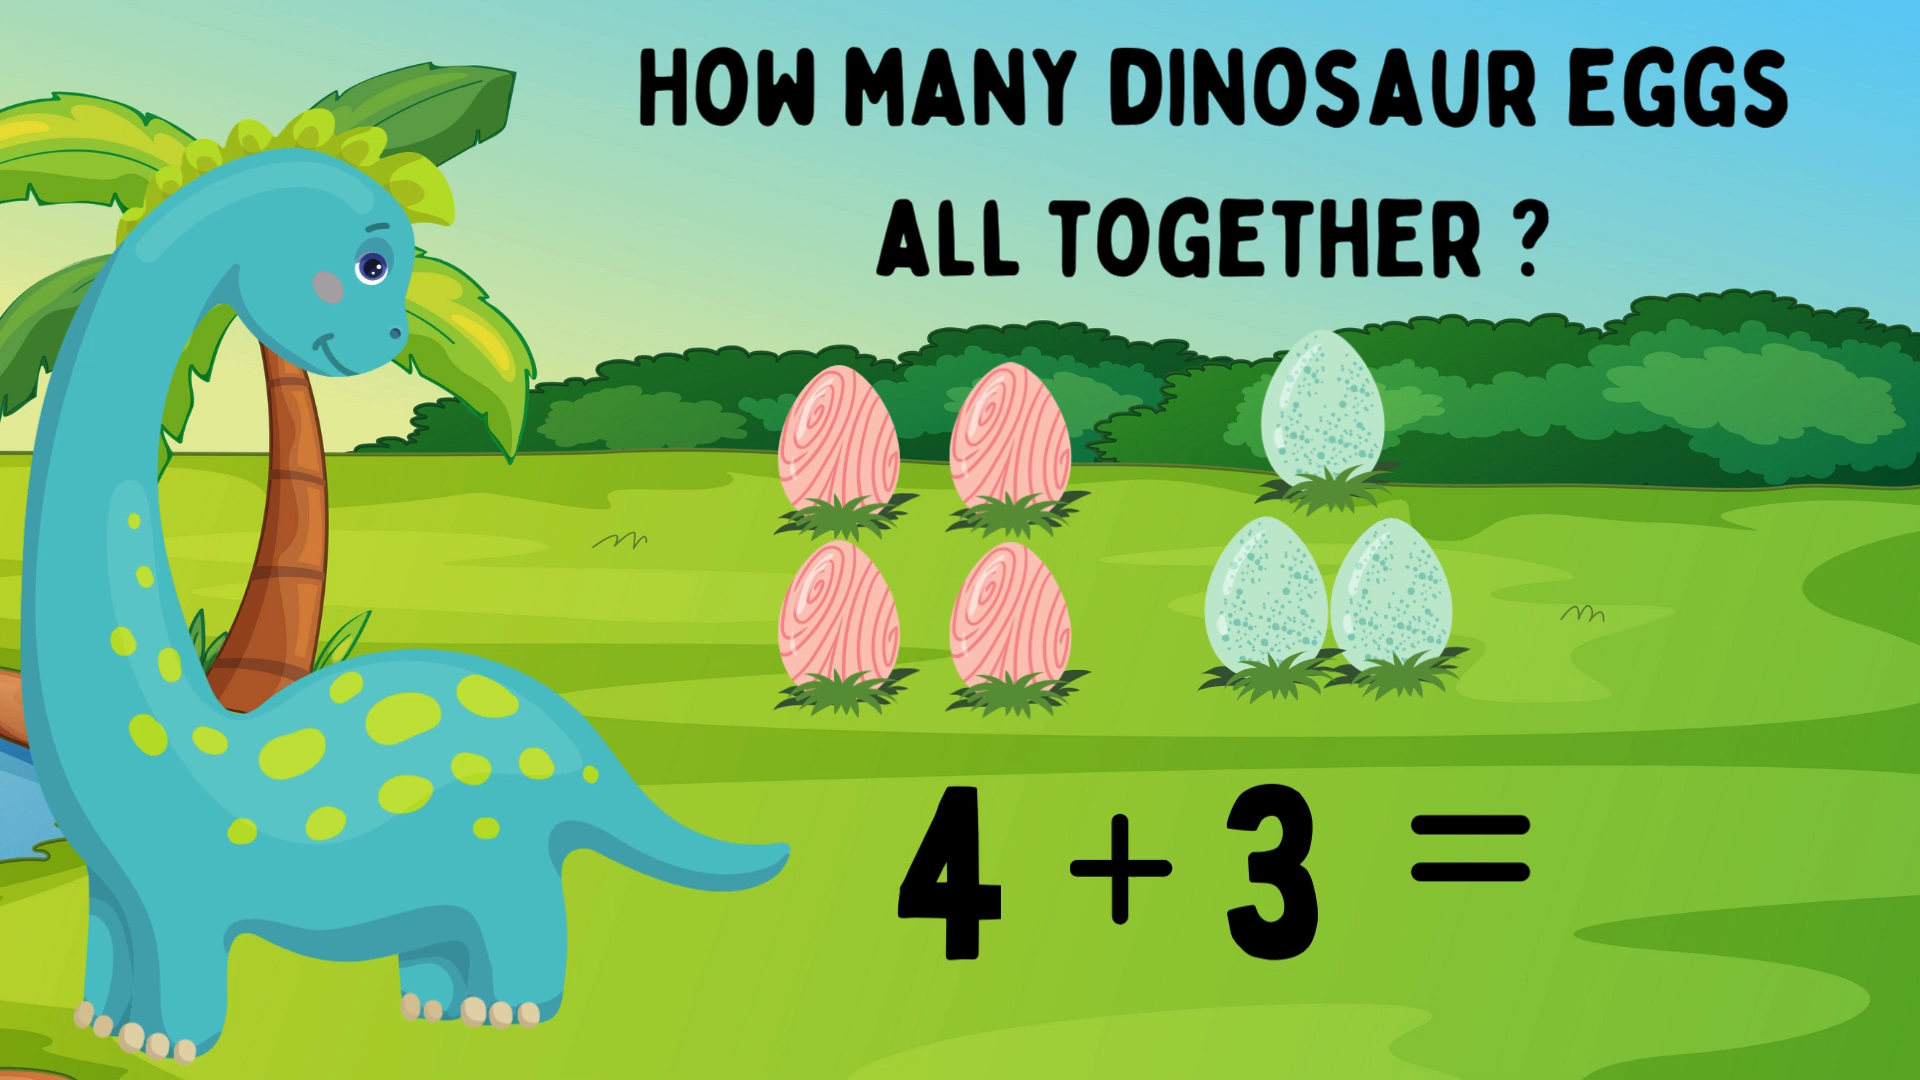 HOW MANY DINOSAUR EGGS
ALL TOGETHER ?
4 + 3 =